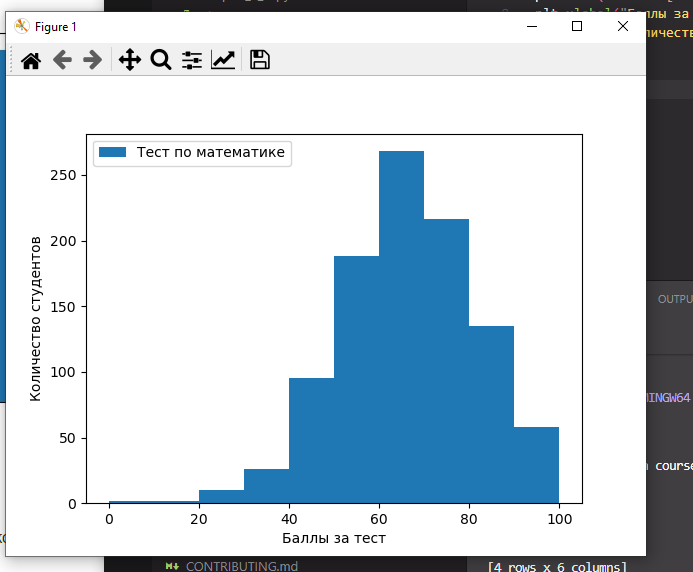 Figure 1
Тест по математике
250
200
150
100
50
0
0 20 40 60 80 100
Количество студентов
Баллы за тест
OUTPU
MINGW64
course
CONTRIBUTING.md
[4 rows x 6 columns]